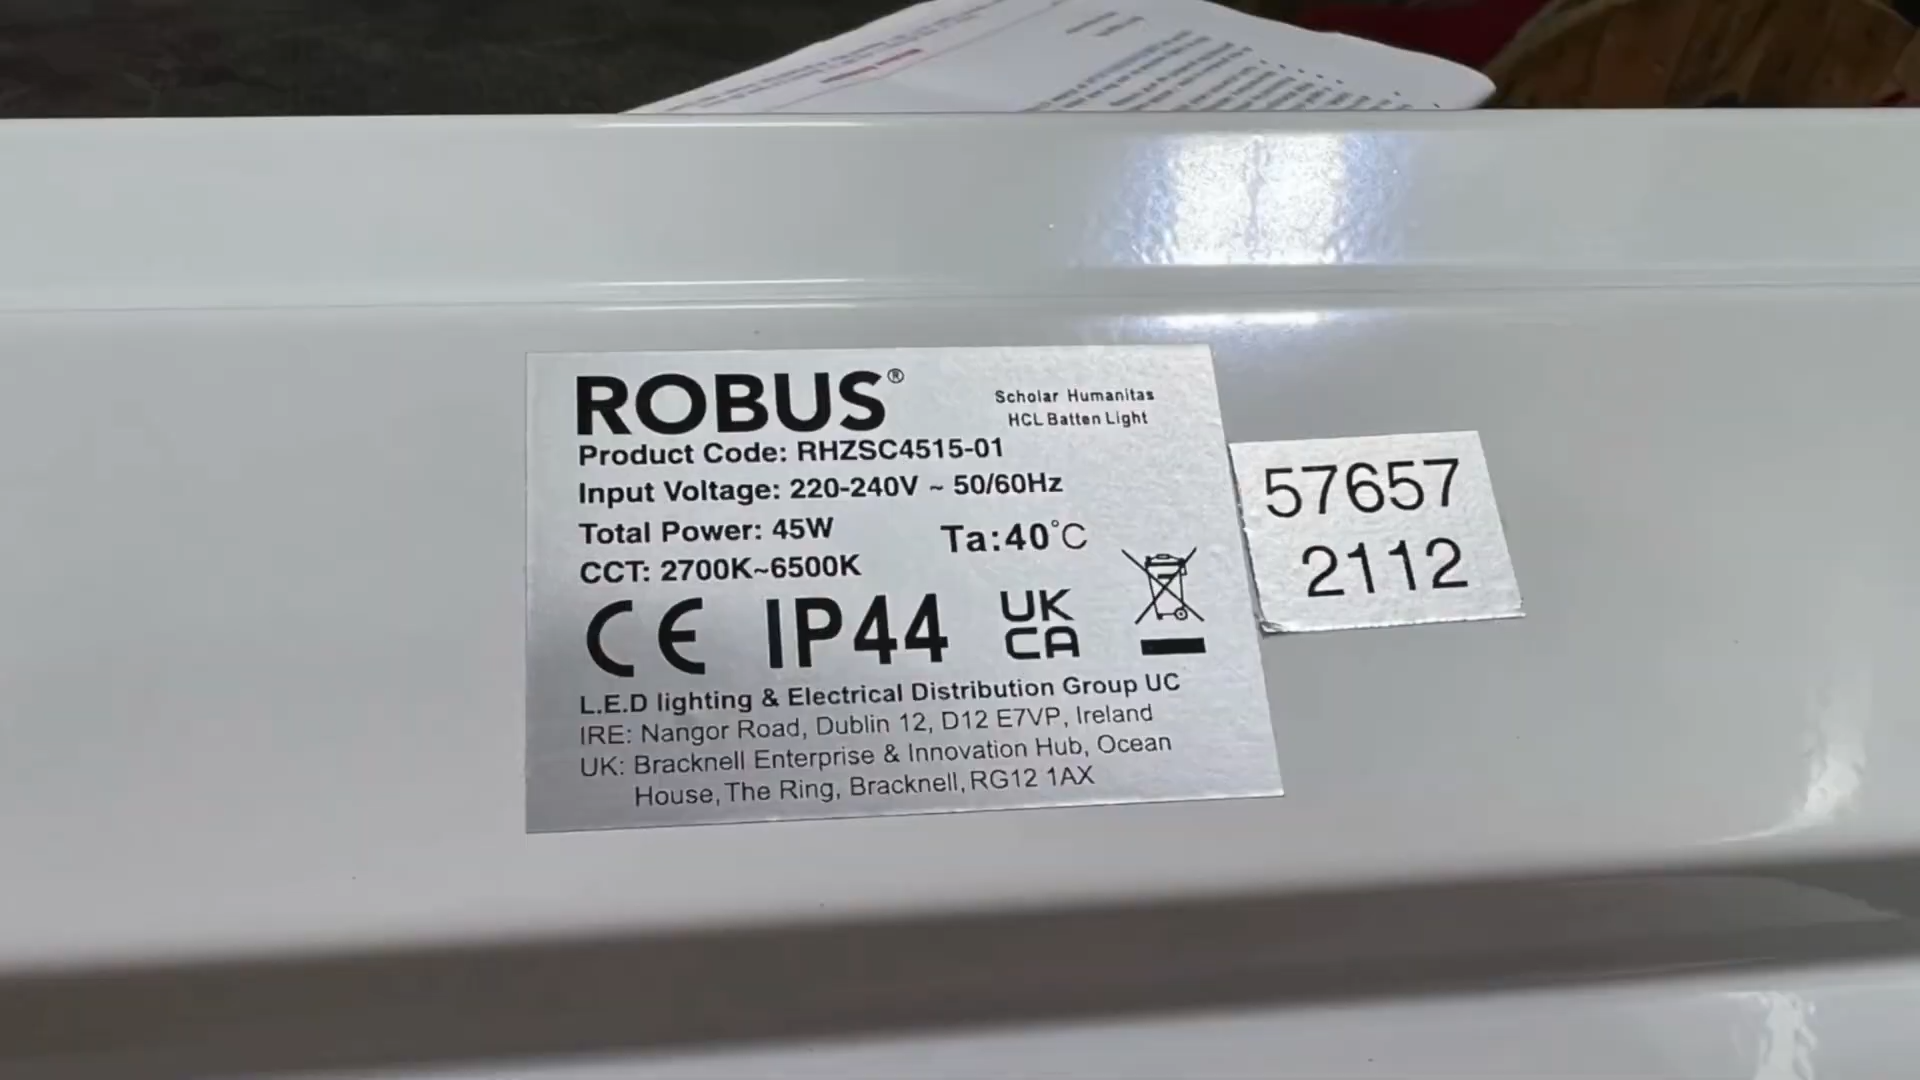 ROBUS®
Scholar Humanitas
HCL Batten Light
Product Code: RHZSC4515-01
Input Voltage: 220-240V ~ 50/60Hz
Total Power: 45W
Ta:40°C
CCT: 2700K~6500K
CE IP44 UK
CA
L.E.D lighting & Electrical Distribution Group UC
IRE: Nangor Road, Dublin 12, D12 E7VP, Ireland
UK: Bracknell Enterprise & Innovation Hub, Ocean
House, The Ring, Bracknell, RG12 1AX
57657
2112